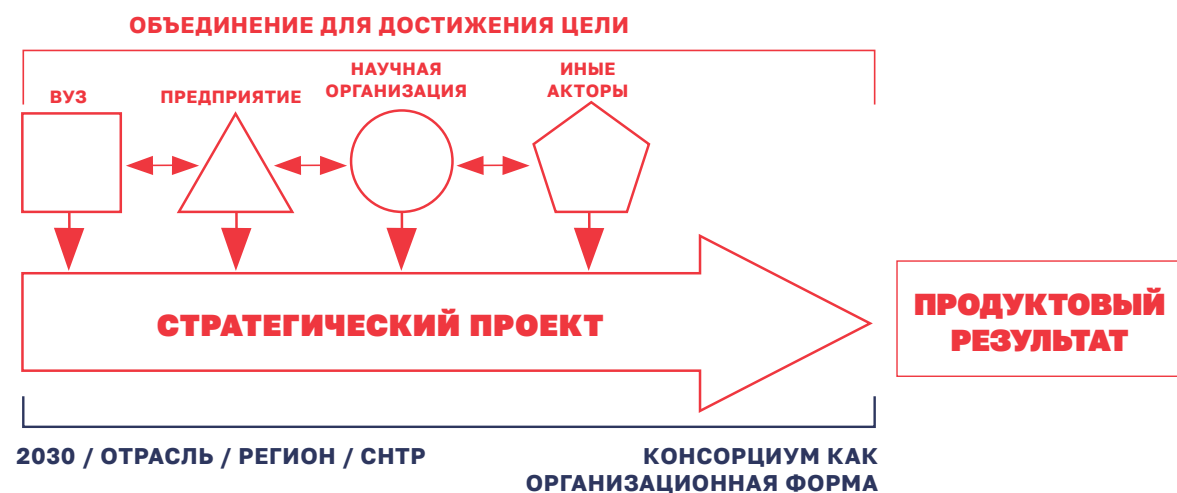 ОБЪЕДИНЕНИЕ ДЛЯ ДОСТИЖЕНИЯ ЦЕЛИ
ВУЗ
ПРЕДПРИЯТИЕ
НАУЧНАЯ
ОРГАНИЗАЦИЯ
ИНЫЕ
АКТОРЫ
СТРАТЕГИЧЕСКИЙ ПРОЕКТ
ПРОДУКТОВЫЙ
РЕЗУЛЬТАТ
2030 / ОТРАСЛЬ / РЕГИОН / СНТР
КОНСОРЦИУМ КАК
ОРГАНИЗАЦИОННАЯ ФОРМА